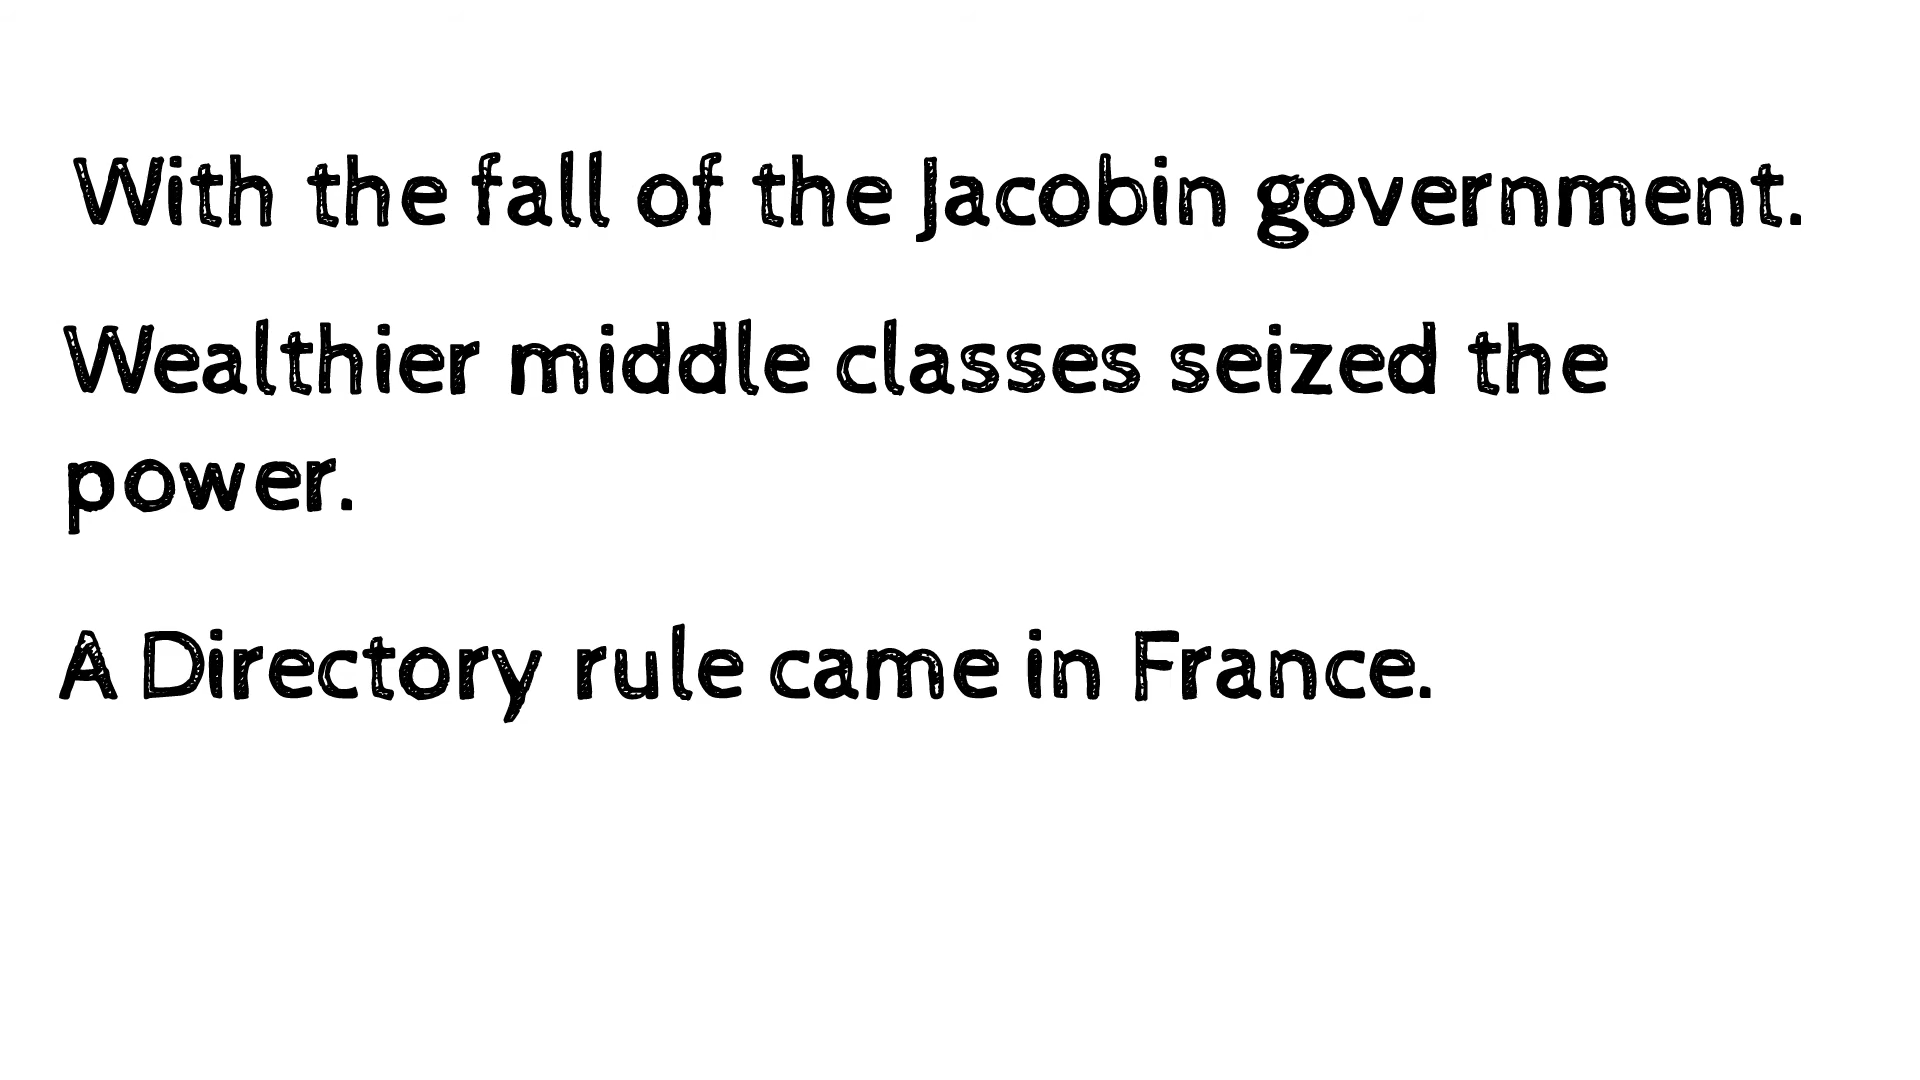 With the fall of the Jacobin government.
Wealthier middle classes seized the
power.
A Directory rule came in France.